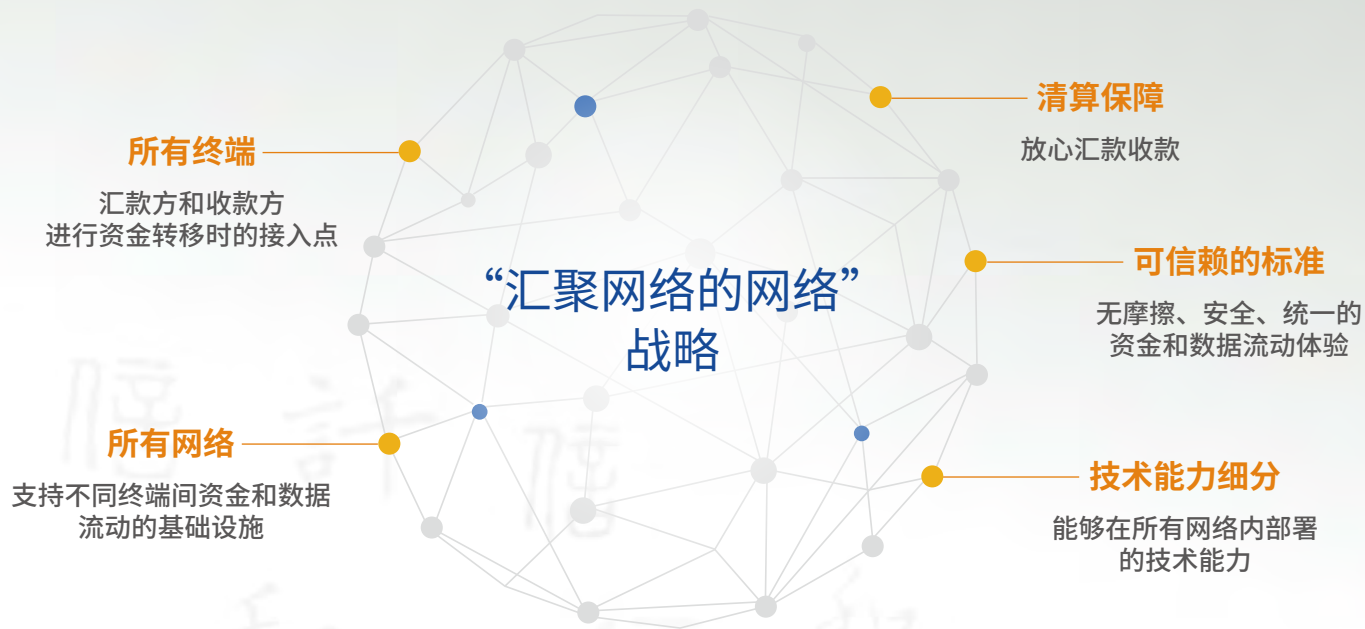 “汇聚网络的网络”
战略
所有终端
汇款方和收款方
进行资金转移时的接入点
所有网络
支持不同终端间资金和数据
流动的基础设施
清算保障
放心汇款收款
可信赖的标准
无摩擦、安全、统一的
资金和数据流动体验
技术能力细分
能够在所有网络内部署
的技术能力